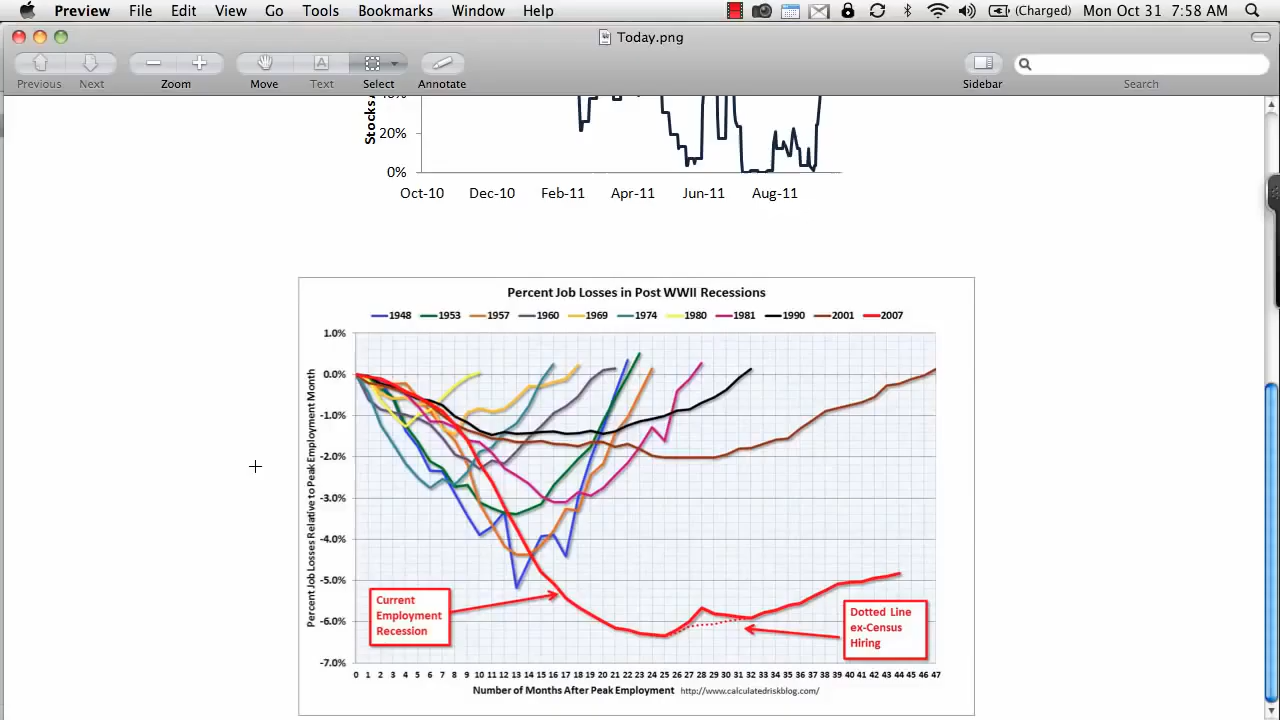 Preview File Edit View Go Tools Bookmarks Window Help (Charged) Mon Oct 31 7:58 AM
Today.png
Previous Next Zoom Move Text Select Annotate Sidebar Search
Stocks
40%
20%
0%
Oct-10 Dec-10 Feb-11 Apr-11 Jun-11 Aug-11
Percent Job Losses in Post WWII Recessions
1948 1953 1957 1960 1969 1974 1980 1981 1990 2001 2007
Percent Job Losses Relative to Peak Employment Month
1.0%
0.0%
-1.0%
-2.0%
-3.0%
-4.0%
-5.0%
-6.0%
-7.0%
Current
Employment
Recession
Dotted Line
ex-Census
Hiring
0 1 2 3 4 5 6 7 8 9 10 11 12 13 14 15 16 17 18 19 20 21 22 23 24 25 26 27 28 29 30 31 32 33 34 35 36 37 38 39 40 41 42 43 44 45 46 47
Number of Months After Peak Employment http://www.calculatedriskblog.com/